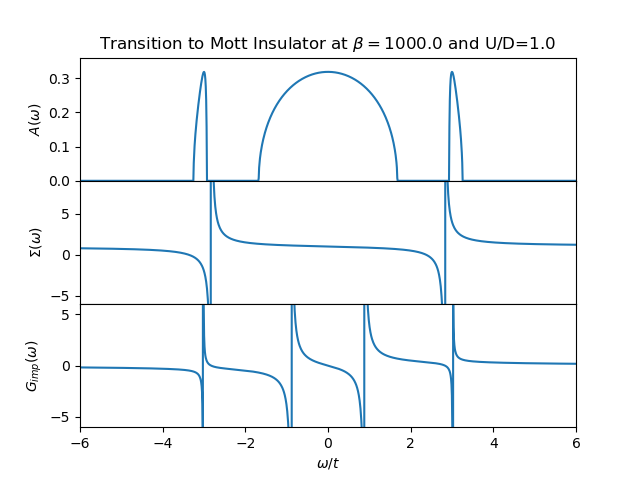 Transition to Mott Insulator at β = 1000.0 and U/D=1.0
A(ω)
0.3
0.2
0.1
0.0
Σ(ω)
5
0
−5
G_imp(ω)
5
0
−5
−6 −4 −2 0 2 4 6
ω/t